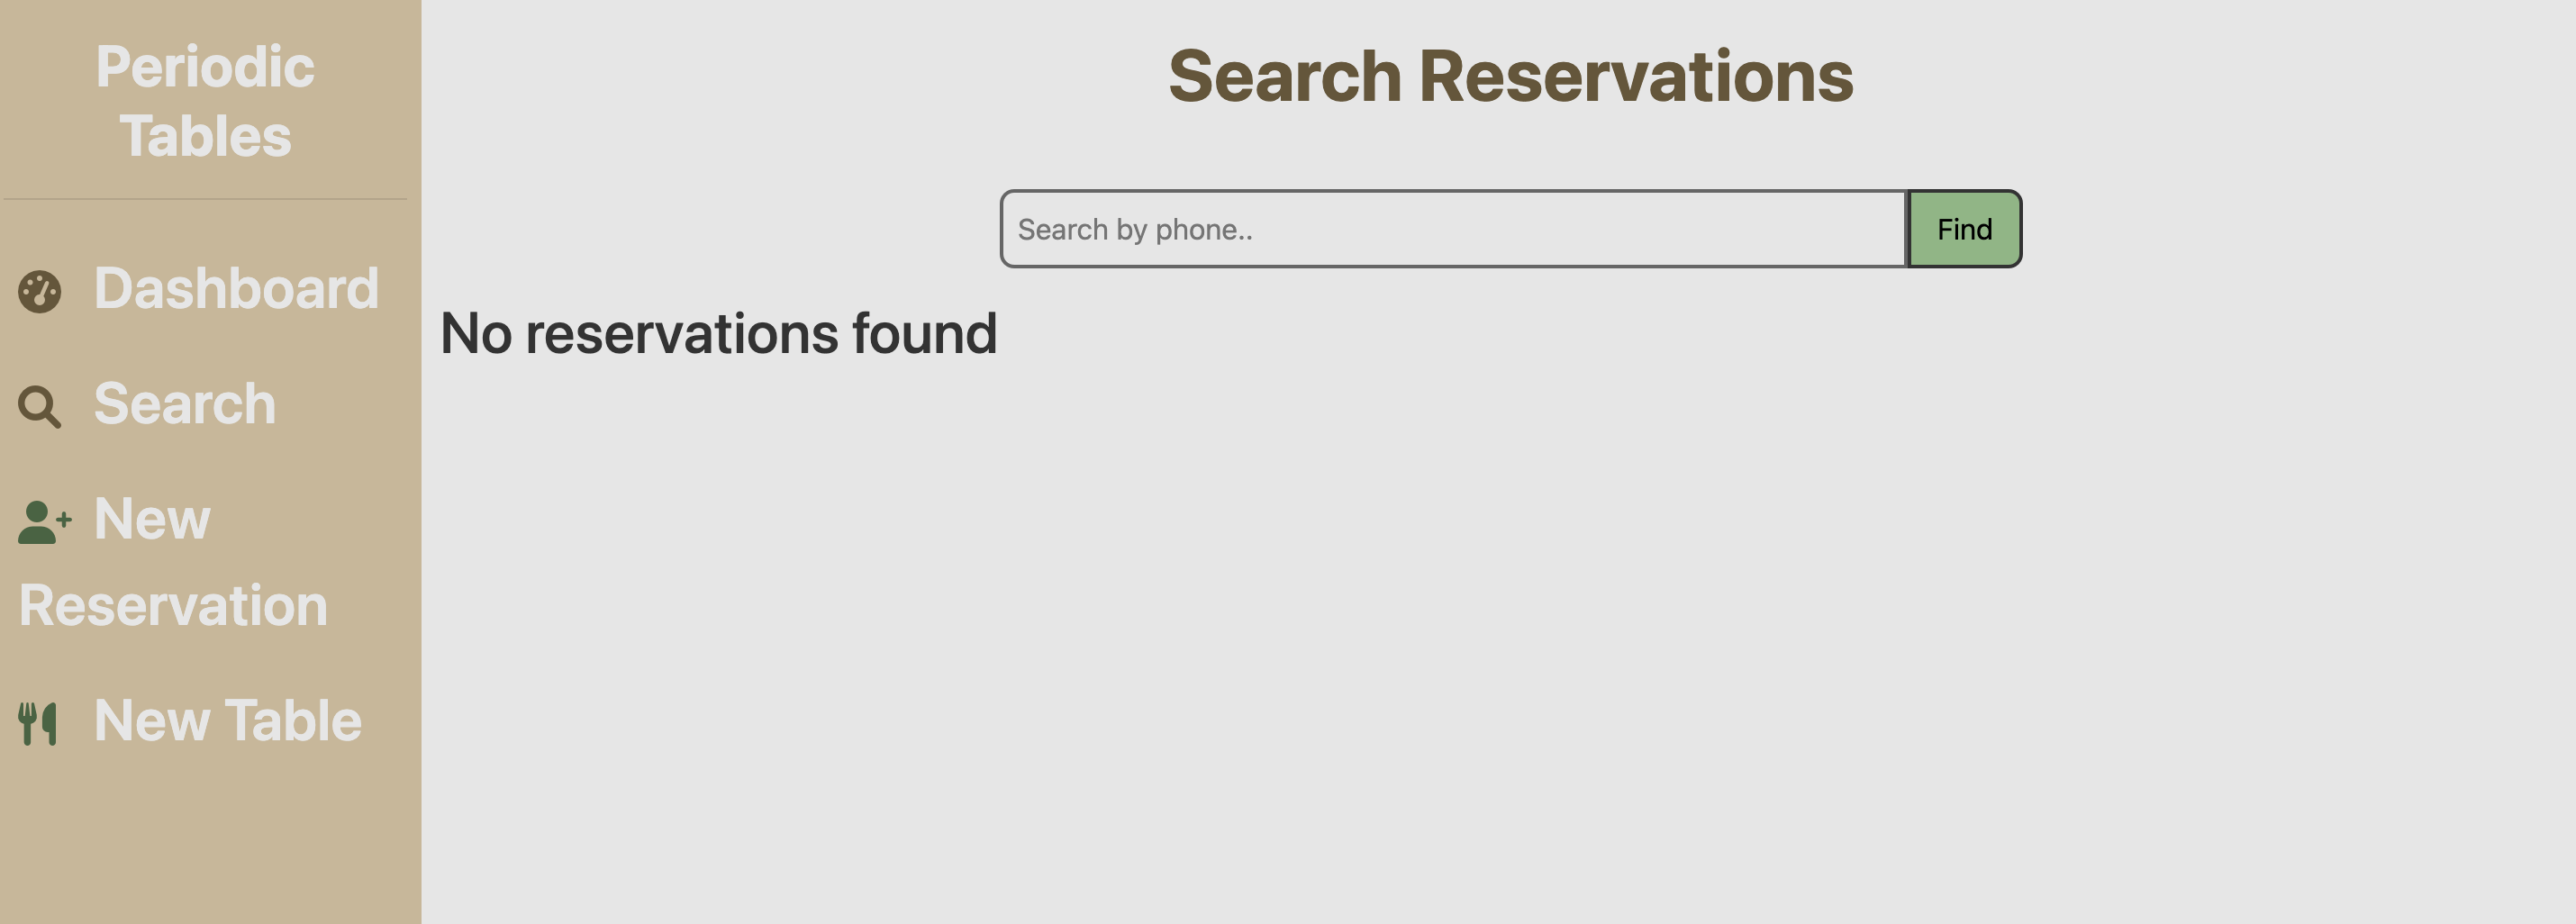 Periodic
Tables
Dashboard
Search
New
Reservation
New Table
Search Reservations
Search by phone..
Find
No reservations found